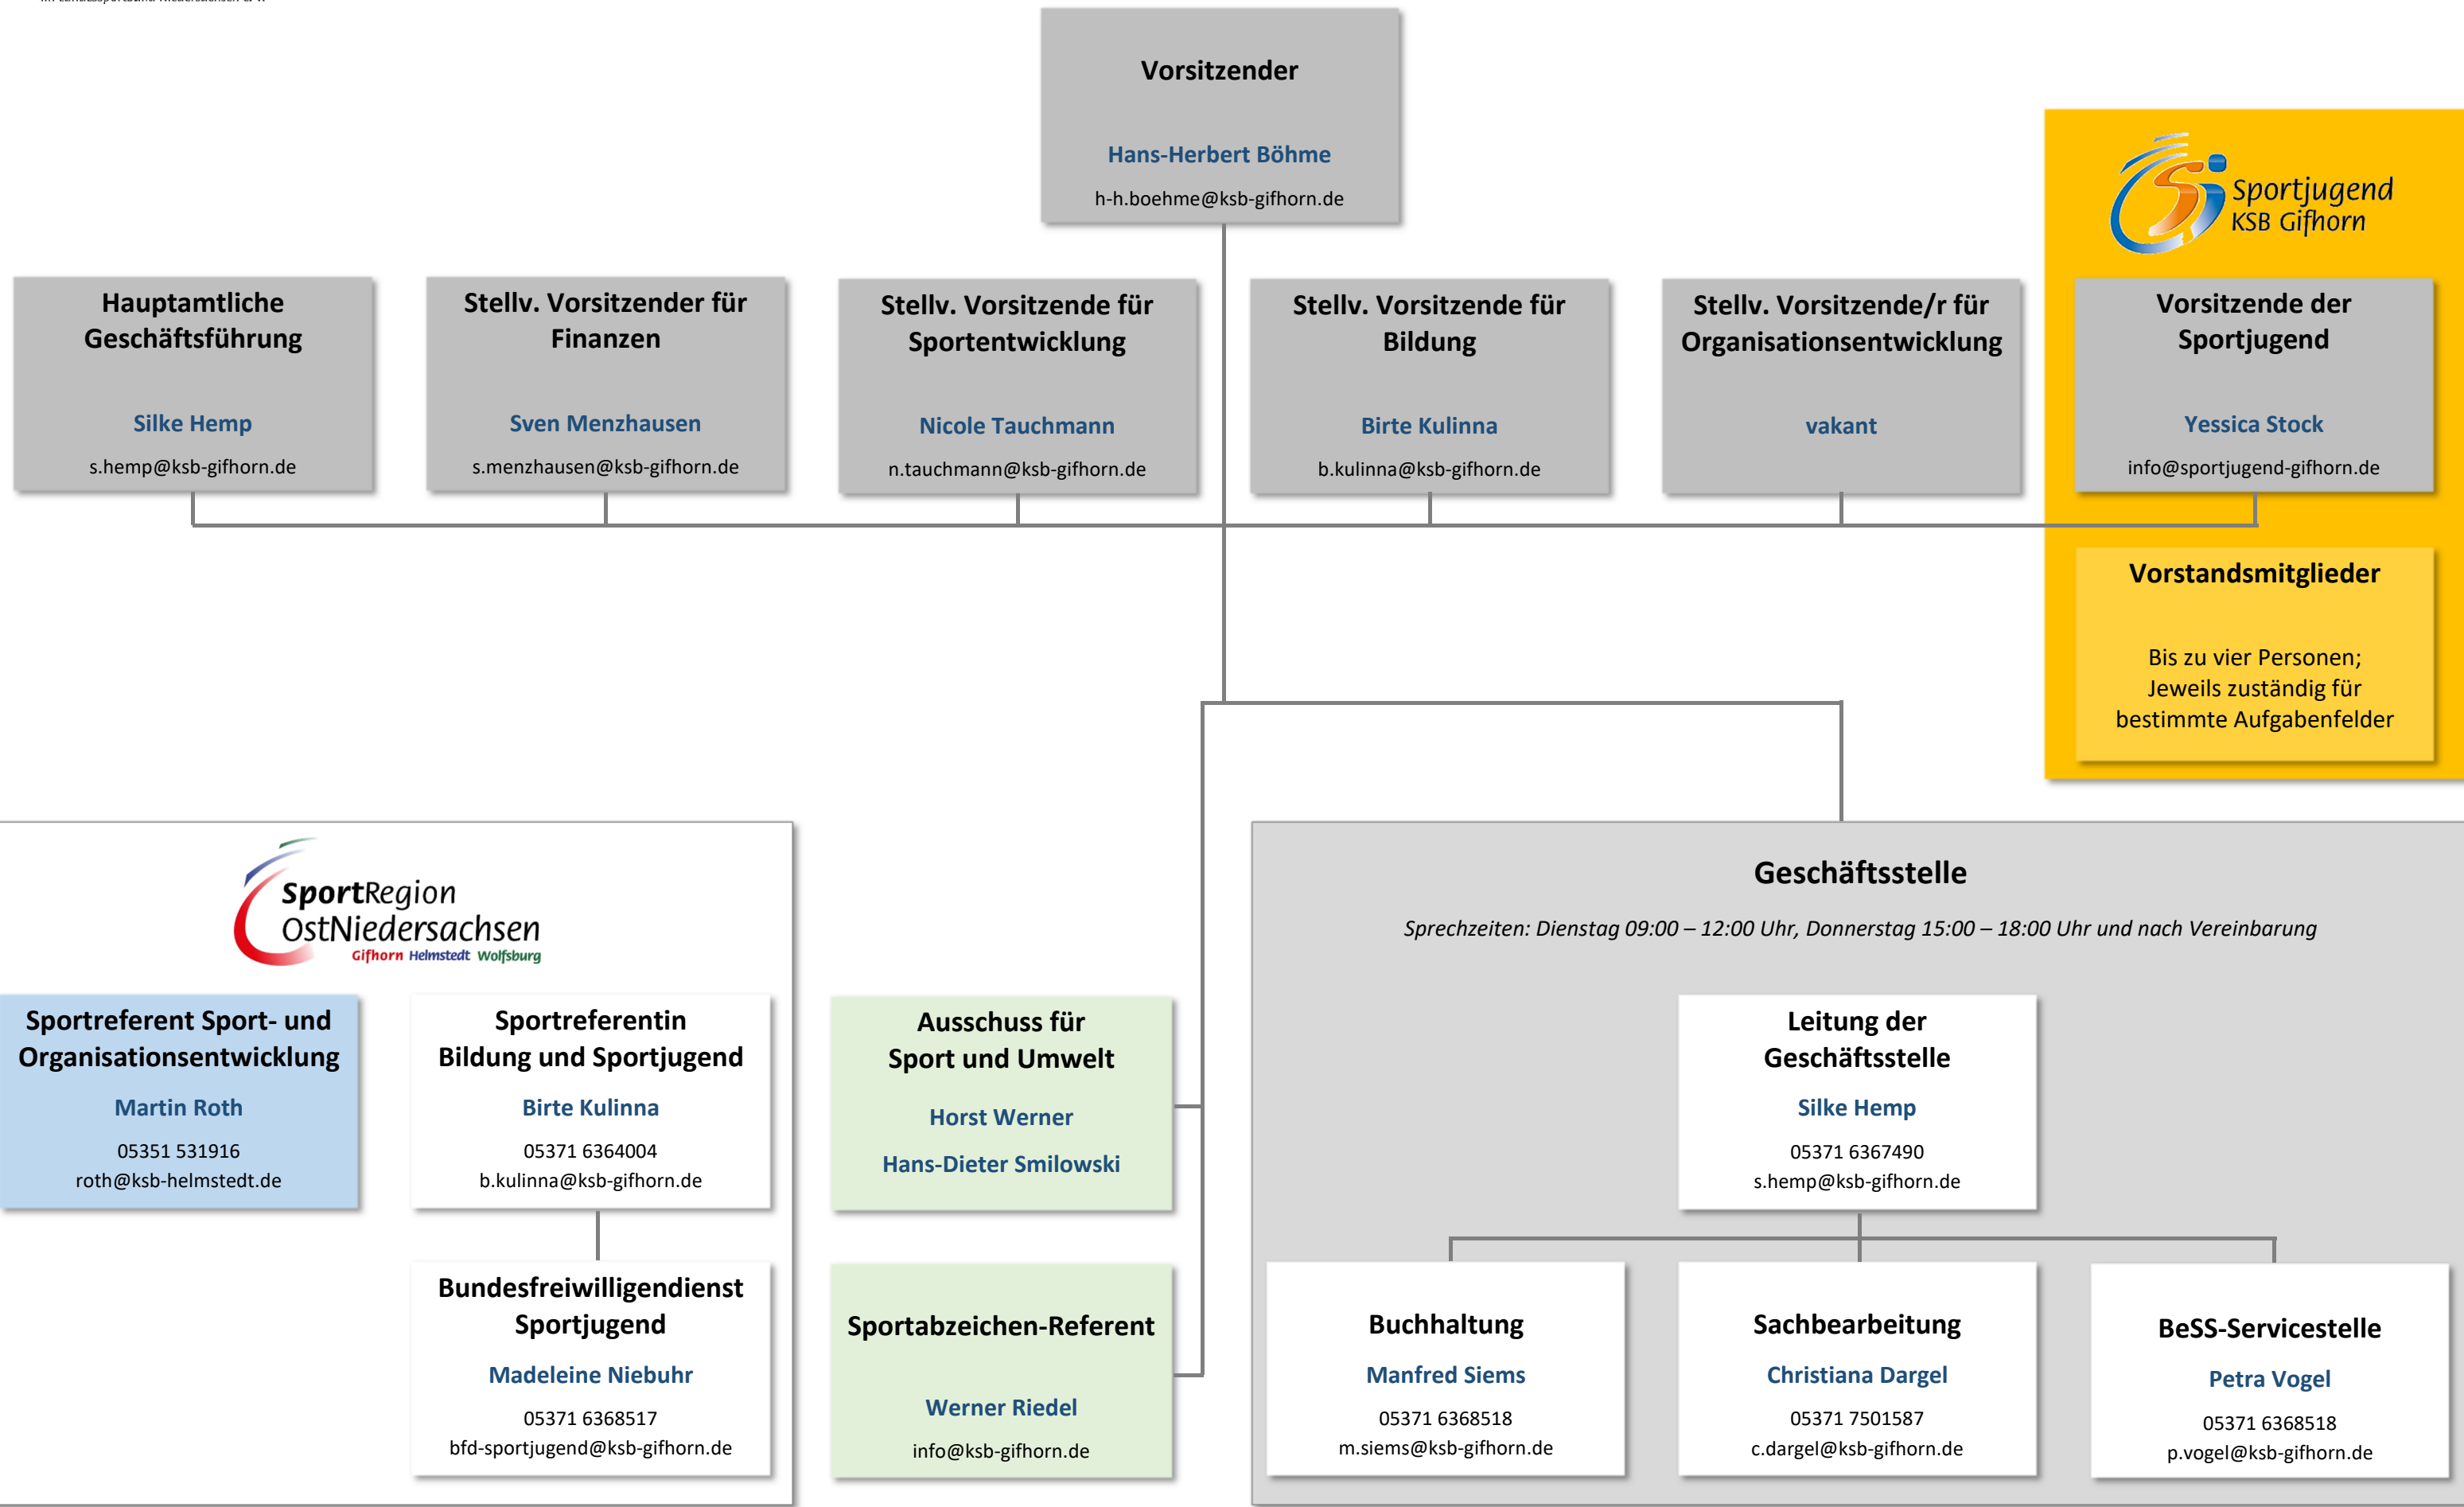 Vorsitzender
Hans-Herbert Böhme
h-h.boehme@ksb-gifhorn.de
Sportjugend
KSB Gifhorn
Hauptamtliche
Geschäftsführung
Silke Hemp
s.hemp@ksb-gifhorn.de
Stellv. Vorsitzender für
Finanzen
Sven Menzhausen
s.menzhausen@ksb-gifhorn.de
Stellv. Vorsitzende für
Sportentwicklung
Nicole Tauchmann
n.tauchmann@ksb-gifhorn.de
Stellv. Vorsitzende für
Bildung
Birte Kulinna
b.kulinna@ksb-gifhorn.de
Stellv. Vorsitzende/r für
Organisationsentwicklung
vakant
Vorsitzende der
Sportjugend
Yessica Stock
info@sportjugend-gifhorn.de
Vorstandsmitglieder
Bis zu vier Personen;
Jeweils zuständig für
bestimmte Aufgabenfelder
SportRegion
OstNiedersachsen
Gifhorn Helmstedt Wolfsburg
Sportreferent Sport- und
Organisationsentwicklung
Martin Roth
05351 531916
roth@ksb-helmstedt.de
Sportreferentin
Bildung und Sportjugend
Birte Kulinna
05371 6364004
b.kulinna@ksb-gifhorn.de
Bundesfreiwilligendienst
Sportjugend
Madeleine Niebuhr
05371 6368517
bfd-sportjugend@ksb-gifhorn.de
Ausschuss für
Sport und Umwelt
Horst Werner
Hans-Dieter Smilowski
Sportabzeichen-Referent
Werner Riedel
info@ksb-gifhorn.de
Geschäftsstelle
Sprechzeiten: Dienstag 09:00 – 12:00 Uhr, Donnerstag 15:00 – 18:00 Uhr und nach Vereinbarung
Leitung der
Geschäftsstelle
Silke Hemp
05371 6367490
s.hemp@ksb-gifhorn.de
Buchhaltung
Manfred Siems
05371 6368518
m.siems@ksb-gifhorn.de
Sachbearbeitung
Christiana Dargel
05371 7501587
c.dargel@ksb-gifhorn.de
BeSS-Servicestelle
Petra Vogel
05371 6368518
p.vogel@ksb-gifhorn.de